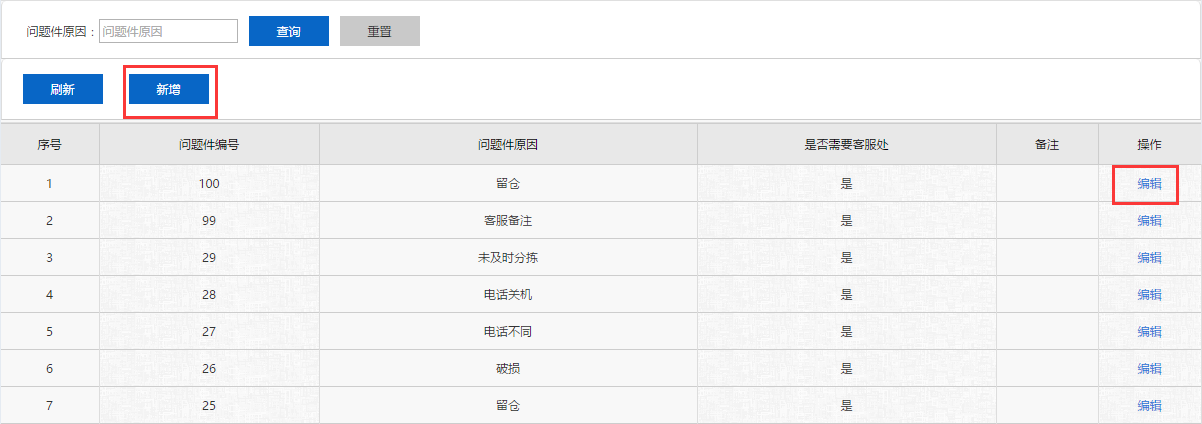 问题件原因： 问题件原因 查询 重置
刷新 新增
序号 问题件编号 问题件原因 是否需要客服处 备注 操作
1 100 留仓 是 编辑
2 99 客服备注 是 编辑
3 29 未及时分拣 是 编辑
4 28 电话关机 是 编辑
5 27 电话不同 是 编辑
6 26 破损 是 编辑
7 25 留仓 是 编辑